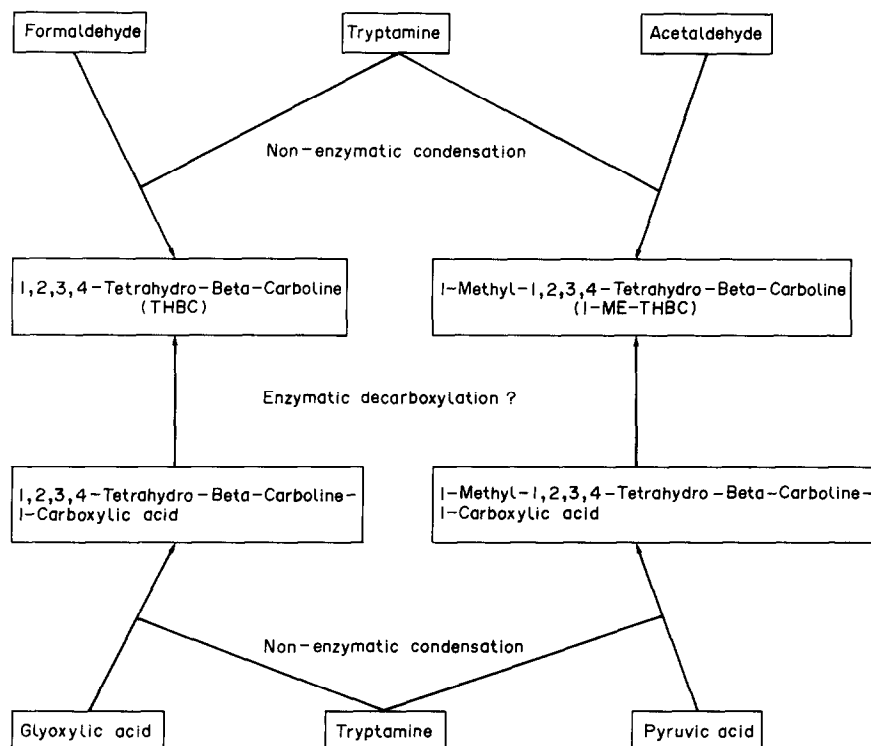 Formaldehyde
Tryptamine
Acetaldehyde
Non-enzymatic condensation
1,2,3,4-Tetrahydro-Beta-Carboline
(THBC)
1-Methyl-1,2,3,4-Tetrahydro-Beta-Carboline
(1-ME-THBC)
Enzymatic decarboxylation ?
1,2,3,4-Tetrahydro-Beta-Carboline-
1-Carboxylic acid
1-Methyl-1,2,3,4-Tetrahydro-Beta-Carboline-
1-Carboxylic acid
Non-enzymatic condensation
Glyoxylic acid
Tryptamine
Pyruvic acid